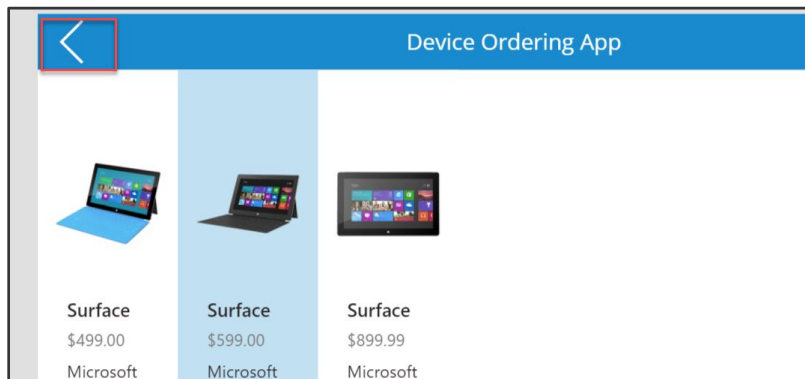 Device Ordering App
Surface Surface Surface
$499.00 $599.00 $899.99
Microsoft Microsoft Microsoft